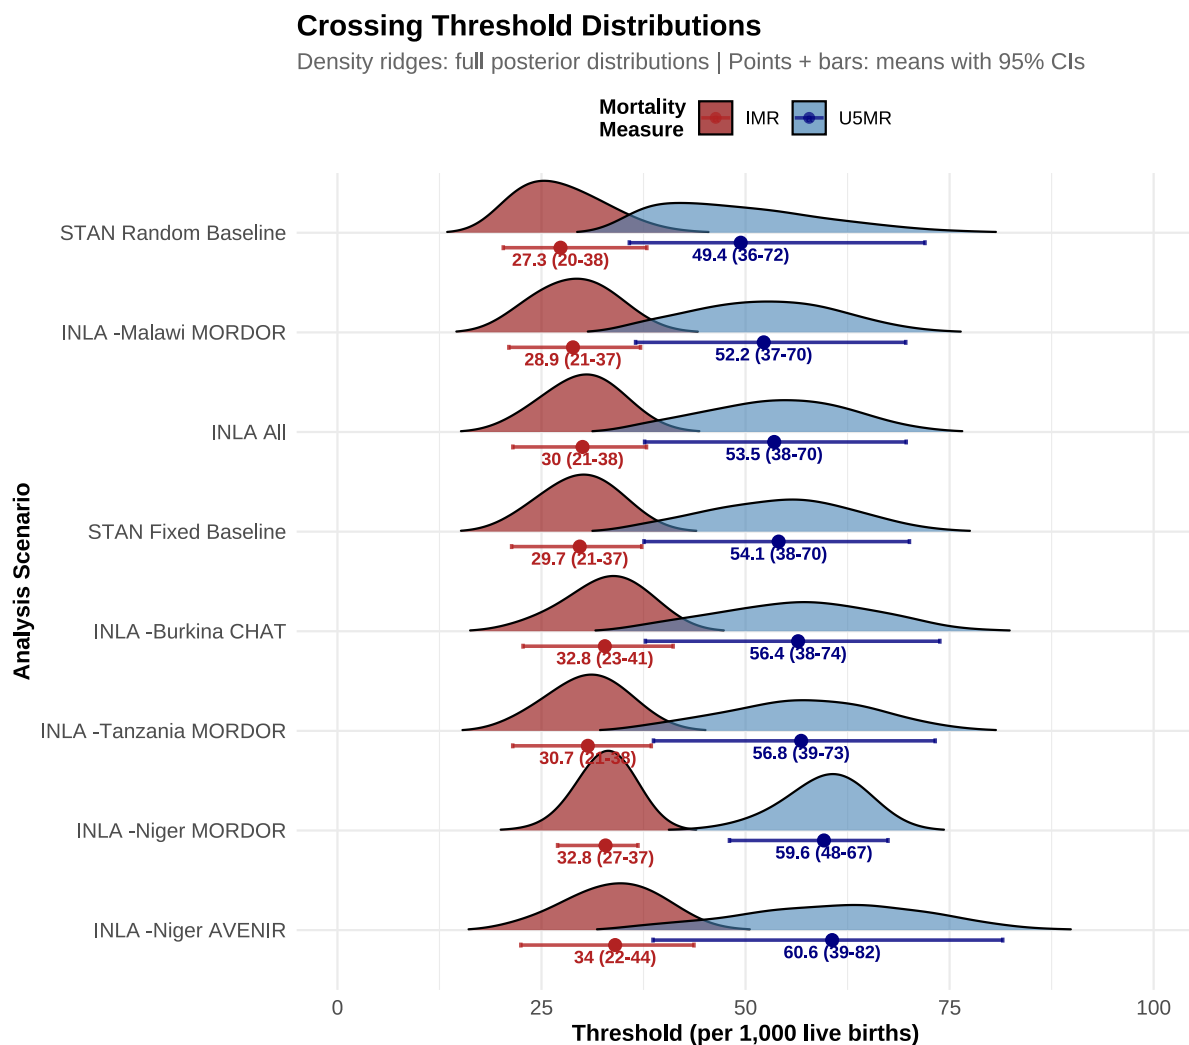 Crossing Threshold Distributions
Density ridges: full posterior distributions | Points + bars: means with 95% CIs
Mortality
Measure
IMR
U5MR
Analysis Scenario
STAN Random Baseline
27.3 (20-38)
49.4 (36-72)
INLA -Malawi MORDOR
28.9 (21-37)
52.2 (37-70)
INLA All
30 (21-38)
53.5 (38-70)
STAN Fixed Baseline
29.7 (21-37)
54.1 (38-70)
INLA -Burkina CHAT
32.8 (23-41)
56.4 (38-74)
INLA -Tanzania MORDOR
30.7 (21-38)
56.8 (39-73)
INLA -Niger MORDOR
32.8 (27-37)
59.6 (48-67)
INLA -Niger AVENIR
34 (22-44)
60.6 (39-82)
0
25
50
75
100
Threshold (per 1,000 live births)